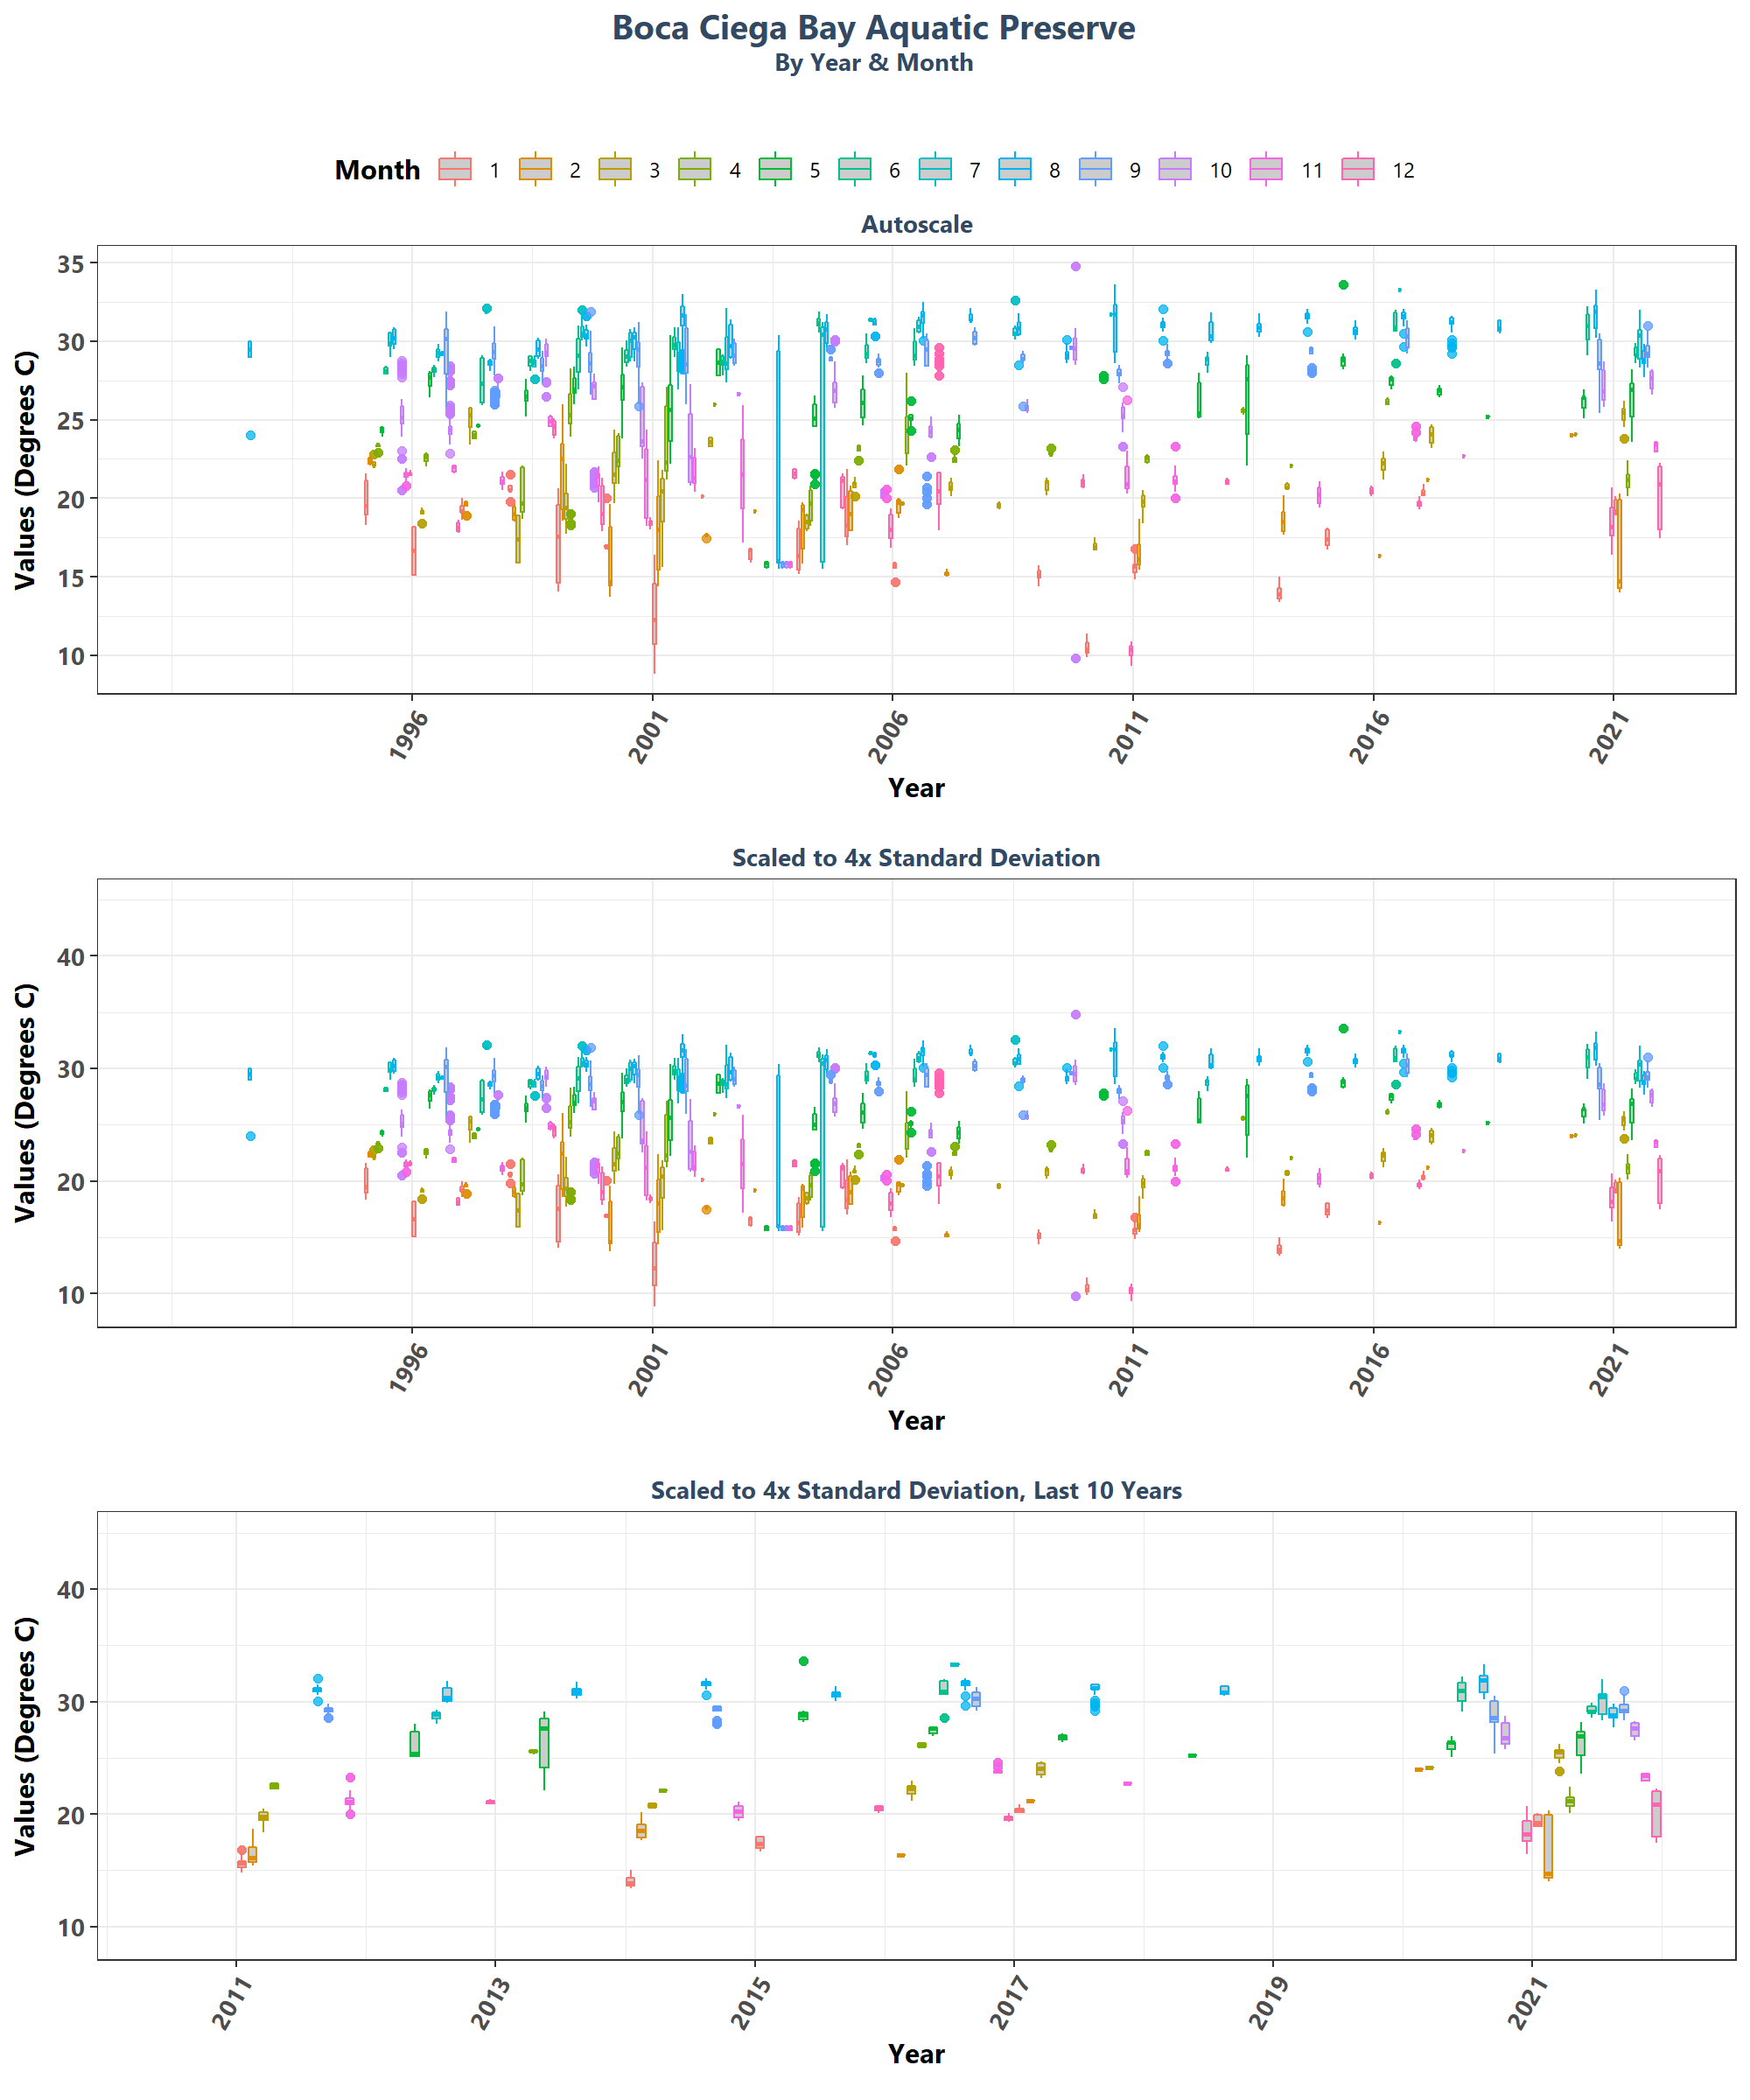 Boca Ciega Bay Aquatic Preserve
By Year & Month
Month 1 2 3 4 5 6 7 8 9 10 11 12
Autoscale
Values (Degrees C)
35
30
25
20
15
10
1996 2001 2006 2011 2016 2021
Year
Scaled to 4x Standard Deviation
Values (Degrees C)
40
30
20
10
1996 2001 2006 2011 2016 2021
Year
Scaled to 4x Standard Deviation, Last 10 Years
Values (Degrees C)
40
30
20
10
2011 2013 2015 2017 2019 2021
Year